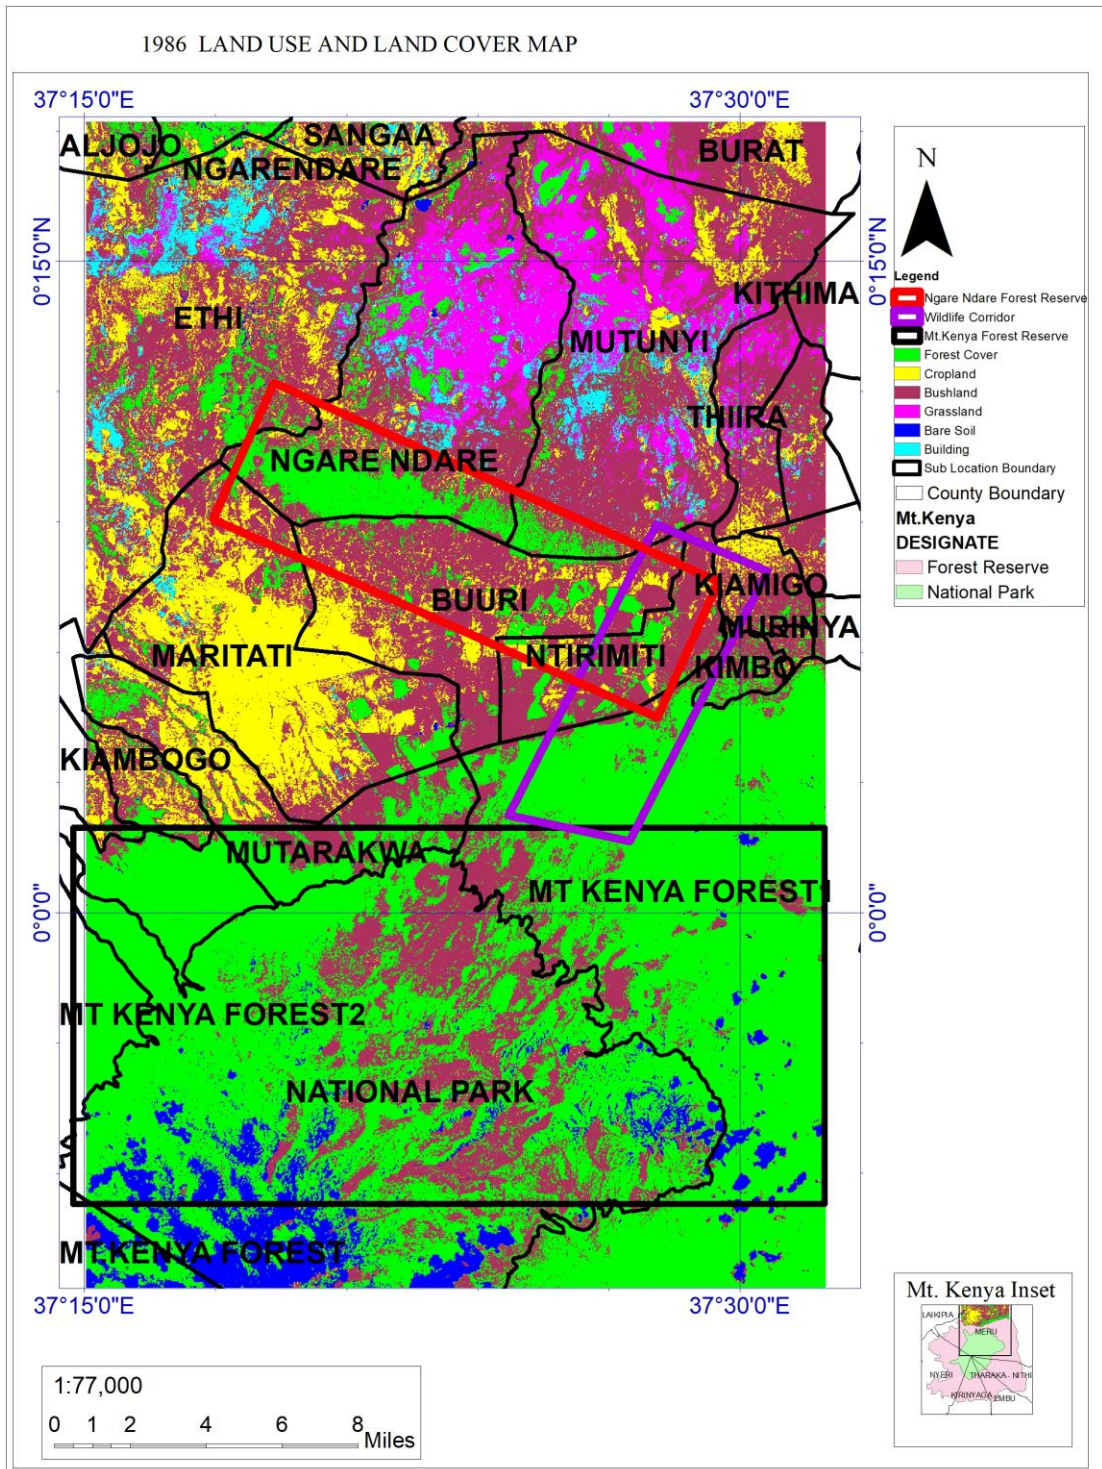 1986 LAND USE AND LAND COVER MAP
37°15'0"E 37°30'0"E
ALJOJO
SANGAA
NGARENDARE
BURAT
0°15'0"N
0°15'0"N
KITHIMA
ETHI
MUTUNYI
THIIRA
NGARE NDARE
BUURI
KIAMIGO
MURINYA
MARITATI
NTIRIMITI
KIMBO
KIAMBOGO
MUTARAKWA
MT KENYA FOREST1
0°0'0"
0°0'0"
MT KENYA FOREST2
NATIONAL PARK
MT.KENYA FOREST
37°15'0"E 37°30'0"E
N
Legend
Ngare Ndare Forest Reserve
Wildlife Corridor
Mt.Kenya Forest Reserve
Forest Cover
Cropland
Bushland
Grassland
Bare Soil
Building
Sub Location Boundary
County Boundary
Mt.Kenya
DESIGNATE
Forest Reserve
National Park
Mt. Kenya Inset
LAIKIPIA
MERU
NYERI
THARAKA - NITHI
KIRINYAGA
EMBU
1:77,000
0 1 2 4 6 8
Miles